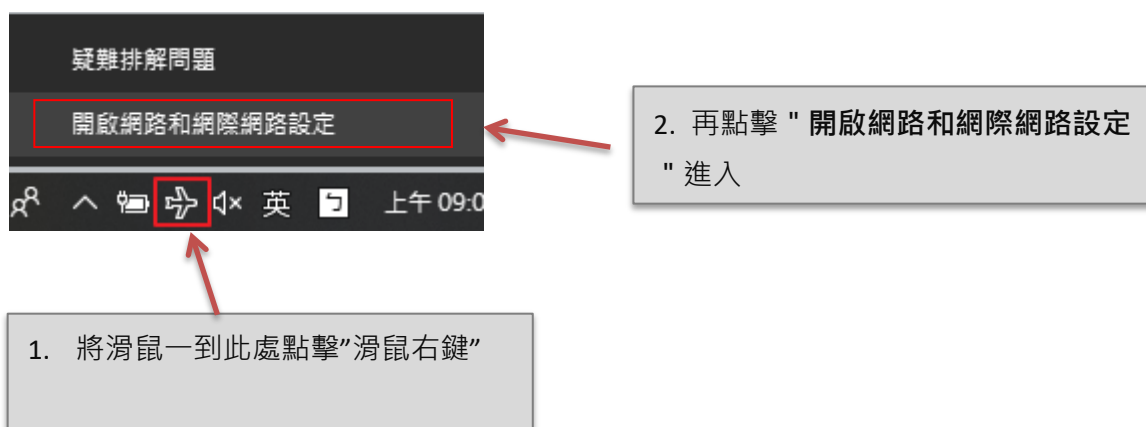 疑難排解問題
開啟網路和網際網路設定
英 ㄅ 上午 09:0
2. 再點擊 " 開啟網路和網際網路設定
" 進入
1. 將滑鼠一到此處點擊”滑鼠右鍵”